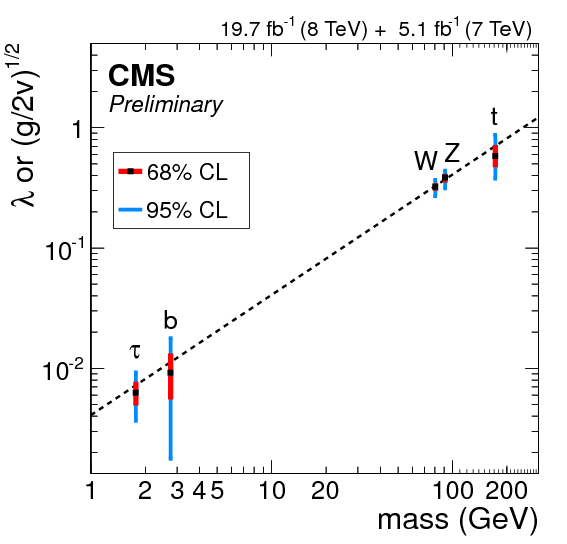 19.7 fb⁻¹ (8 TeV) + 5.1 fb⁻¹ (7 TeV)
CMS
Preliminary
68% CL
95% CL
λ or (g/2v)^1/2
1
10⁻¹
10⁻²
τ
b
W
Z
t
1 2 3 4 5 10 20 100 200
mass (GeV)